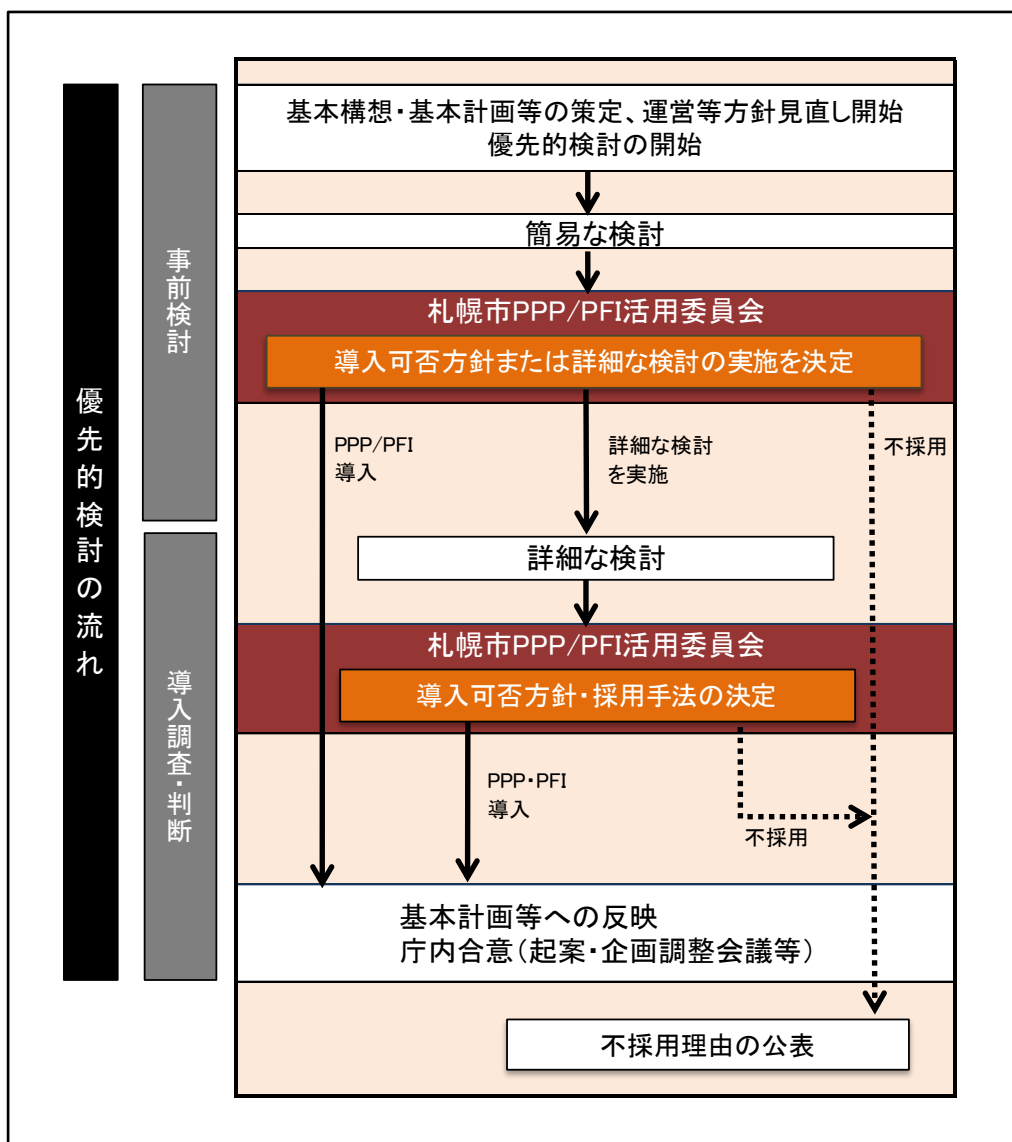 優先的検討の流れ
事前検討
導入調査・判断
基本構想・基本計画等の策定、運営等方針見直し開始
優先的検討の開始
簡易な検討
札幌市PPP/PFI活用委員会
導入可否方針または詳細な検討の実施を決定
PPP/PFI
導入
詳細な検討
を実施
不採用
詳細な検討
札幌市PPP/PFI活用委員会
導入可否方針・採用手法の決定
PPP・PFI
導入
不採用
基本計画等への反映
庁内合意（起案・企画調整会議等）
不採用理由の公表